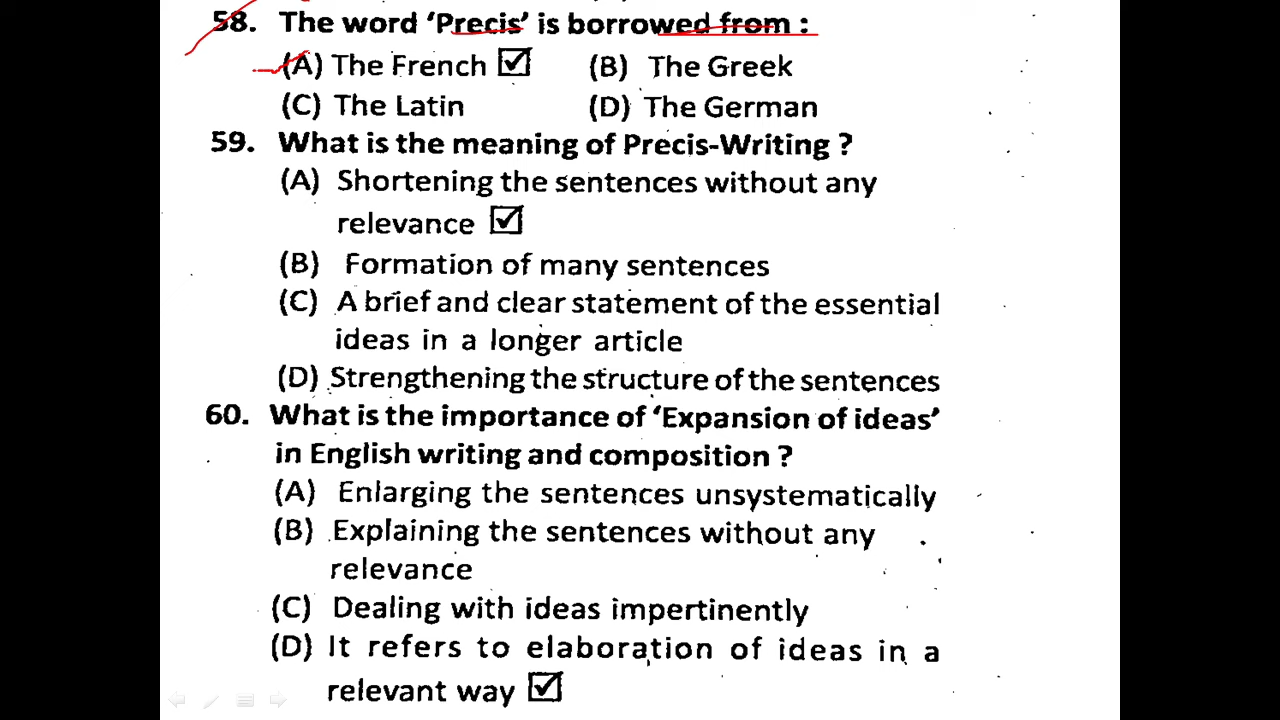 58. The word ‘Precis’ is borrowed from :
(A) The French ☑ (B) The Greek
(C) The Latin (D) The German
59. What is the meaning of Precis-Writing ?
(A) Shortening the sentences without any
relevance ☑
(B) Formation of many sentences
(C) A brief and clear statement of the essential
ideas in a longer article
(D) Strengthening the structure of the sentences
60. What is the importance of ‘Expansion of ideas’
in English writing and composition ?
(A) Enlarging the sentences unsystematically
(B) Explaining the sentences without any
relevance
(C) Dealing with ideas impertinently
(D) It refers to elaboration of ideas in a
relevant way ☑